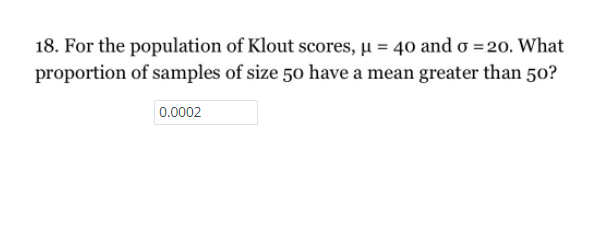 18. For the population of Klout scores, μ = 40 and σ =20. What
proportion of samples of size 50 have a mean greater than 50?
0.0002